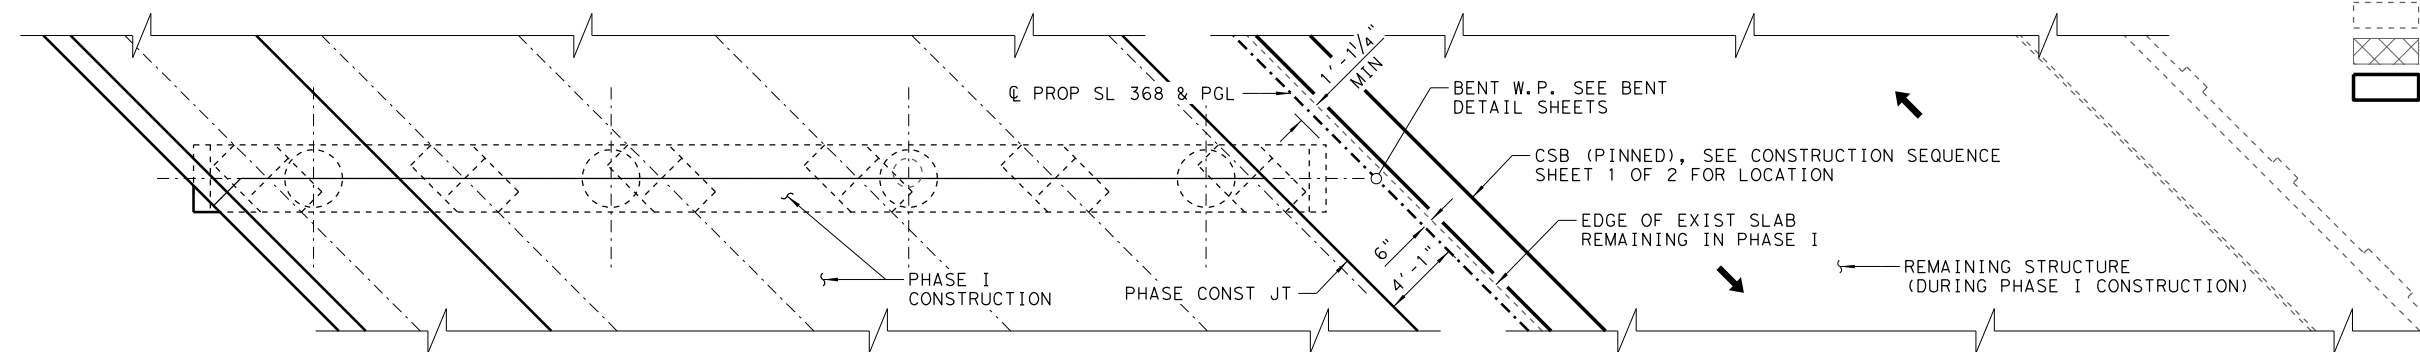 1'-1 1/4"
MIN
℄ PROP SL 368 & PGL
BENT W.P. SEE BENT
DETAIL SHEETS
CSB (PINNED), SEE CONSTRUCTION SEQUENCE
SHEET 1 OF 2 FOR LOCATION
EDGE OF EXIST SLAB
REMAINING IN PHASE I
6"
4'-1"
PHASE I
CONSTRUCTION
PHASE CONST JT
REMAINING STRUCTURE
(DURING PHASE I CONSTRUCTION)